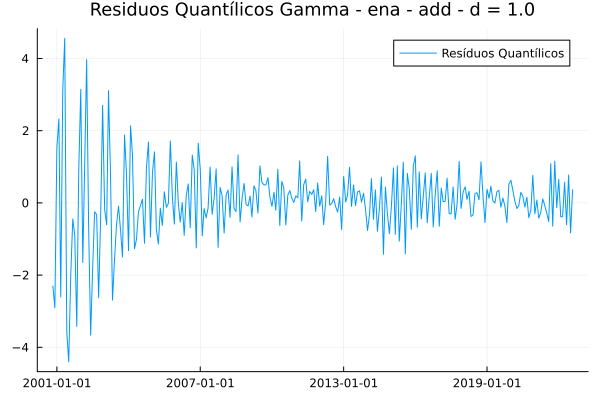 Residuos Quantílicos Gamma - ena - add - d = 1.0
Resíduos Quantílicos
4
2
0
−2
−4
2001-01-01 2007-01-01 2013-01-01 2019-01-01